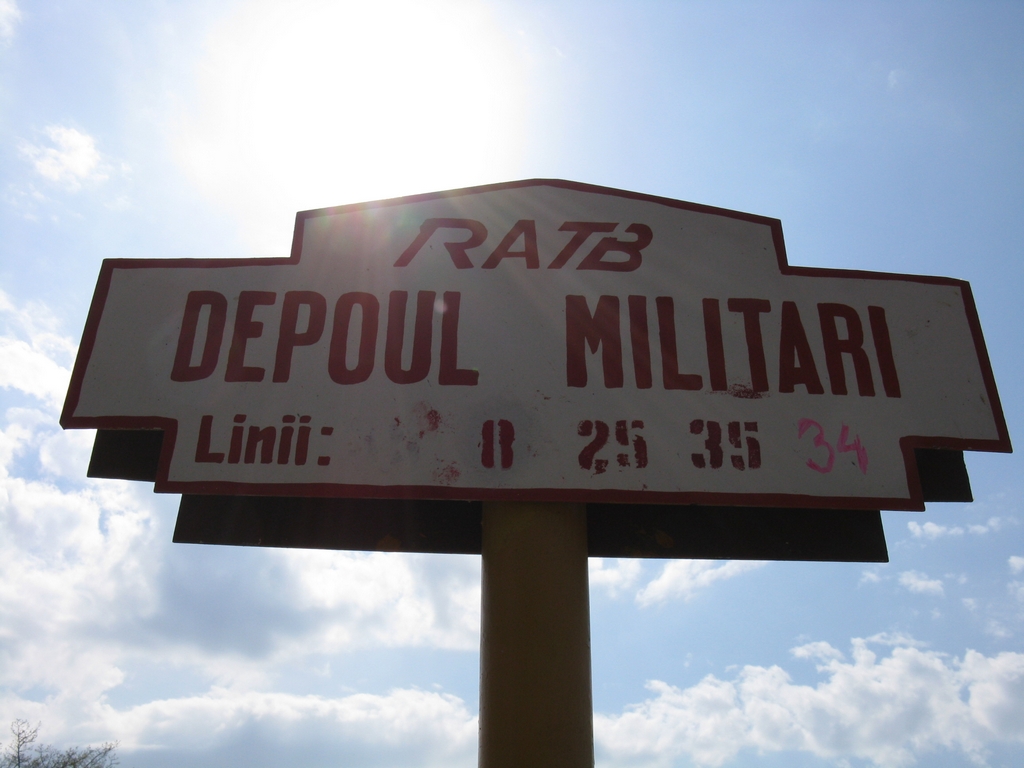 RATB
DEPOUL MILITARI
Linii: 8 25 35 34